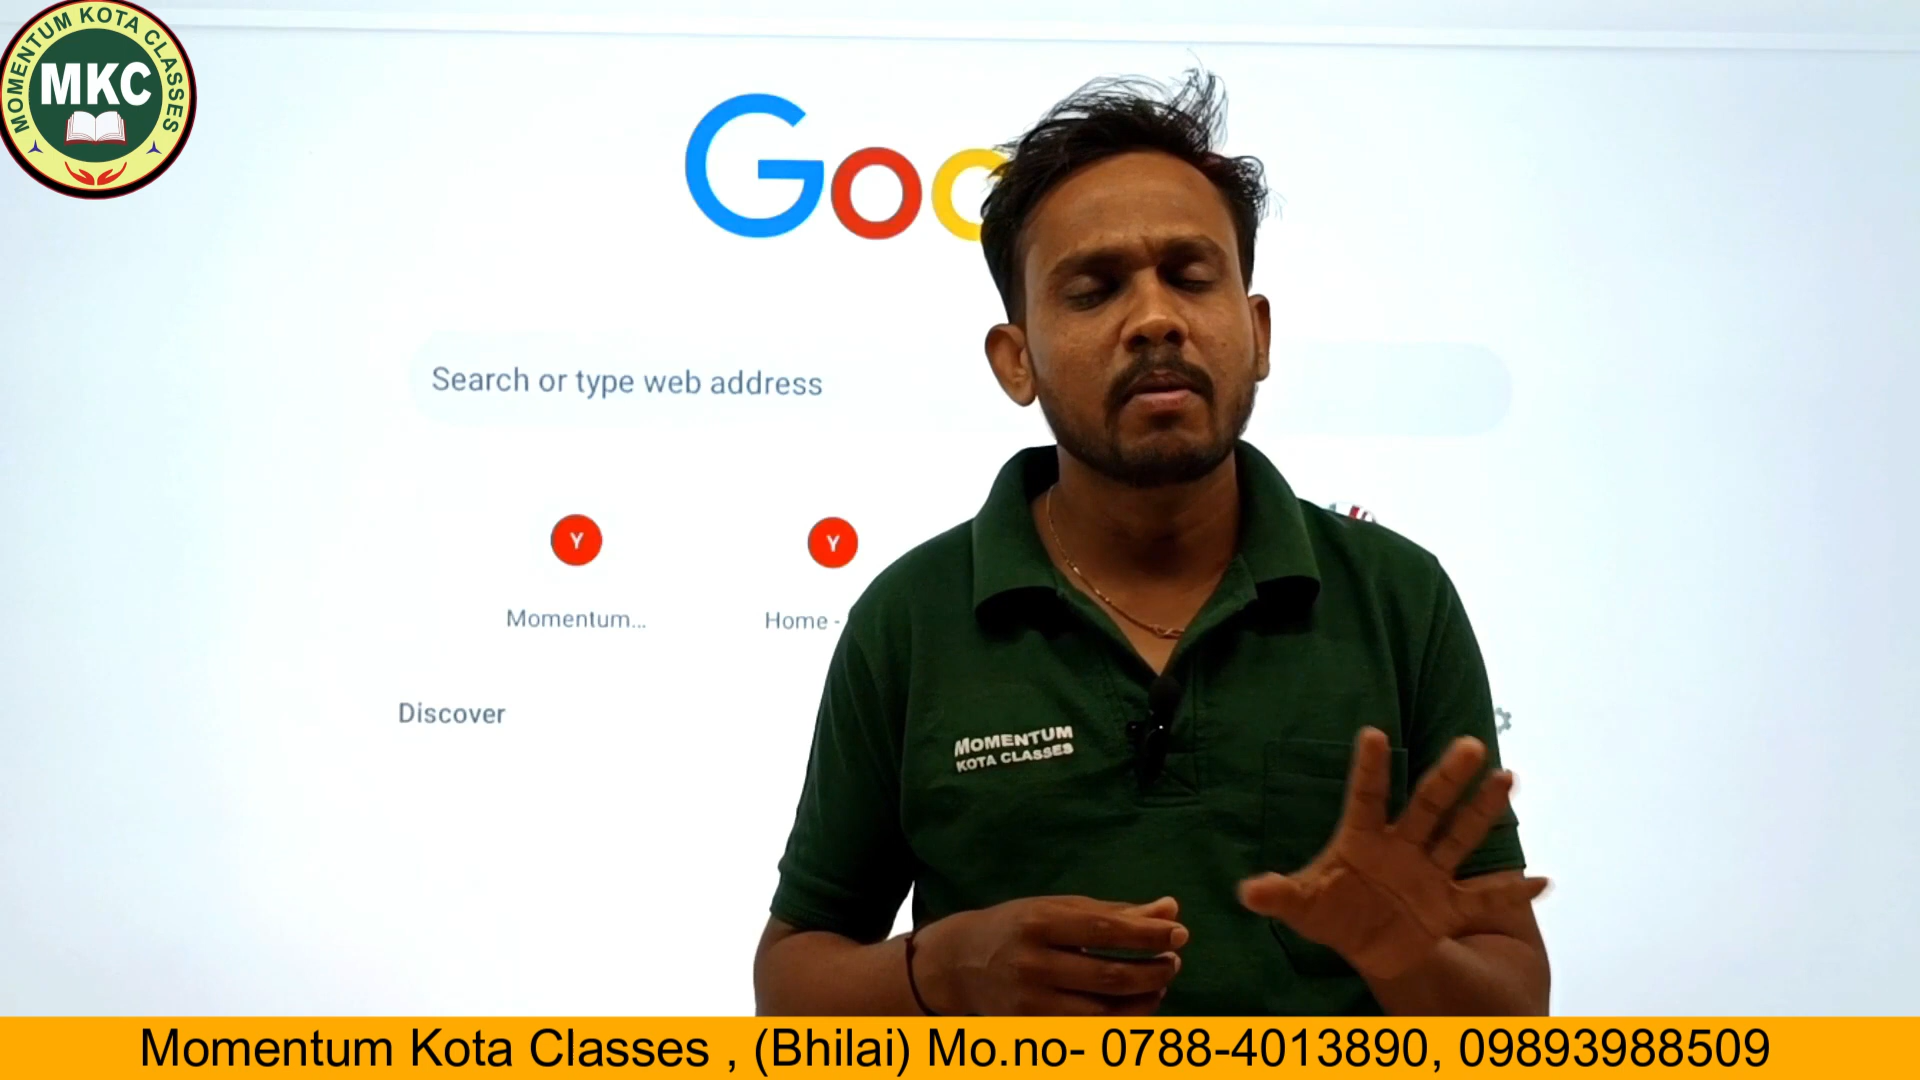 MOMENTUM KOTA CLASSES
MKC
Goo
Search or type web address
Y
Y
Momentum...
Home -
Discover
MOMENTUM
KOTA CLASSES
Momentum Kota Classes , (Bhilai) Mo.no- 0788-4013890, 09893988509